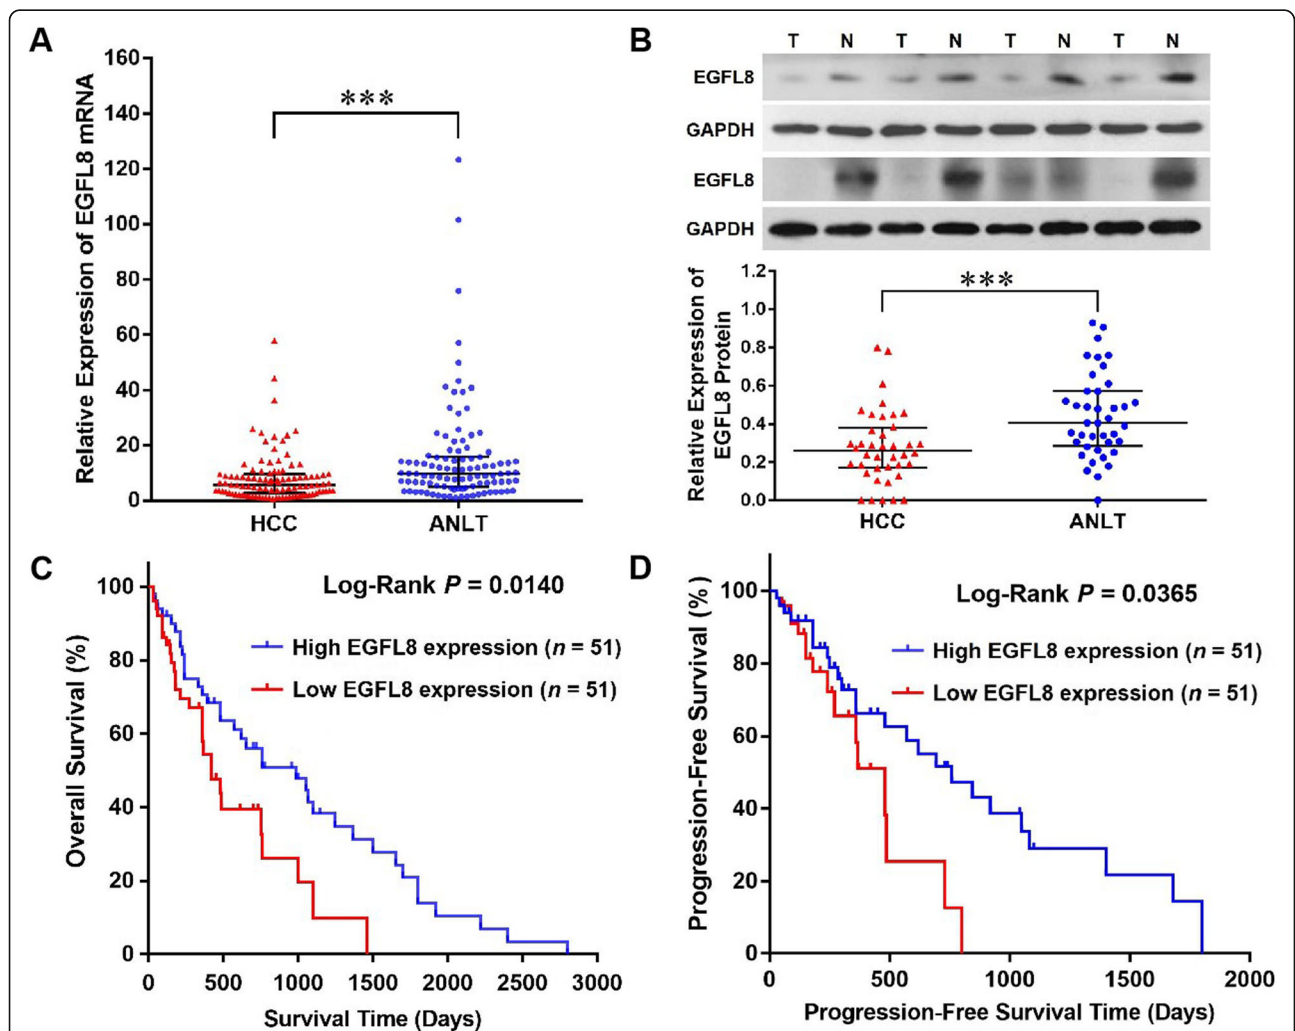 A
Relative Expression of EGFL8 mRNA
160
140
120
100
80
60
40
20
0
***
HCC ANLT
B
T N T N T N T N
EGFL8
GAPDH
EGFL8
GAPDH
Relative Expression of
EGFL8 Protein
1.2
1.0
0.8
0.6
0.4
0.2
0.0
***
HCC ANLT
C
Log-Rank P = 0.0140
High EGFL8 expression (n = 51)
Low EGFL8 expression (n = 51)
Overall Survival (%)
100
80
60
40
20
0
0 500 1000 1500 2000 2500 3000
Survival Time (Days)
D
Log-Rank P = 0.0365
High EGFL8 expression (n = 51)
Low EGFL8 expression (n = 51)
Progression-Free Survival (%)
100
80
60
40
20
0
0 500 1000 1500 2000
Progression-Free Survival Time (Days)